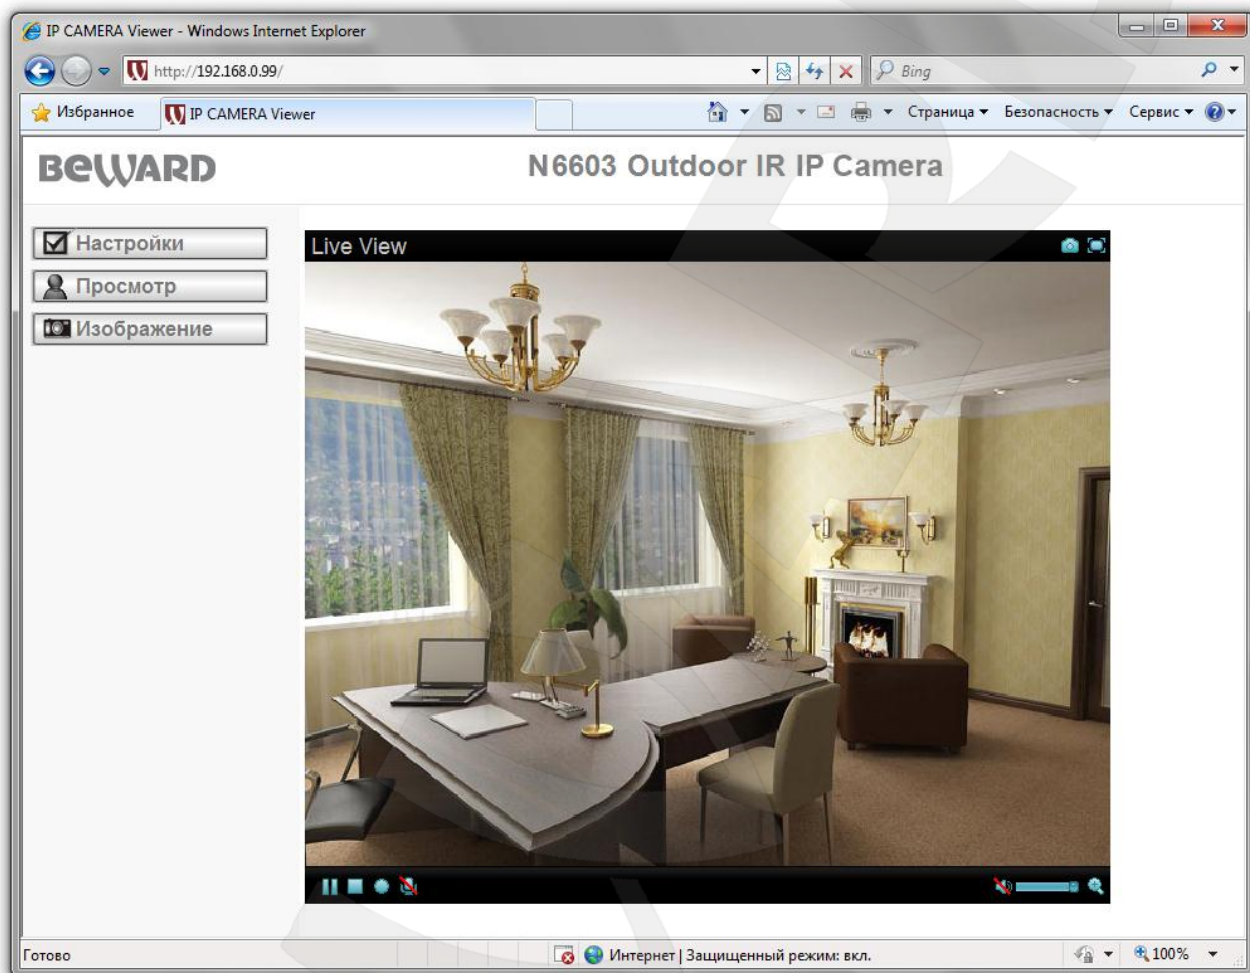 IP CAMERA Viewer - Windows Internet Explorer
http://192.168.0.99/
Bing
Избранное
IP CAMERA Viewer
Страница
Безопасность
Сервис
BEWARD
N6603 Outdoor IR IP Camera
Настройки
Просмотр
Изображение
Live View
Готово
Интернет | Защищенный режим: вкл.
100%